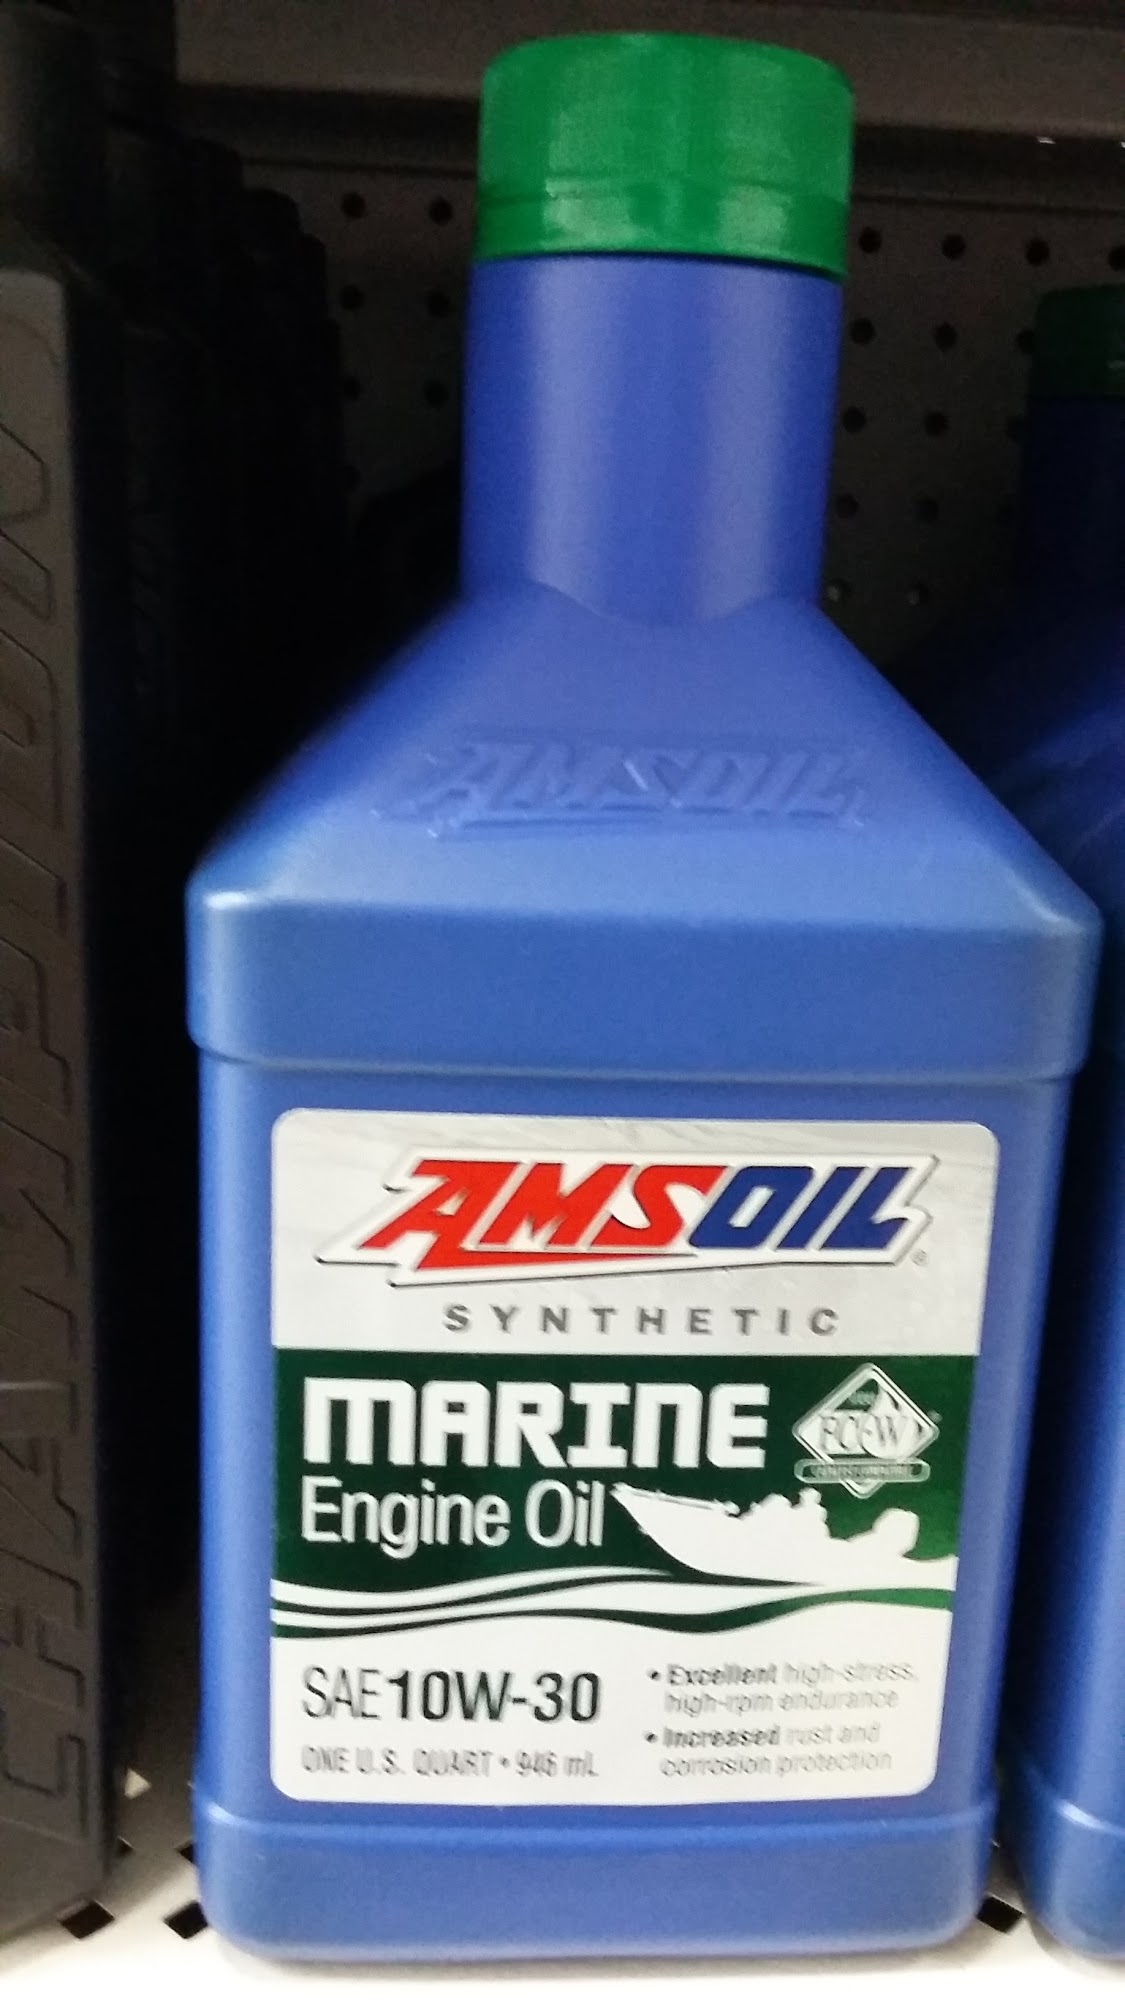 AMSOIL
AMSOIL
SYNTHETIC
MARINE
Engine Oil
FC-W
SAE 10W-30
ONE U.S. QUART • 946 mL
• Excellent high-stress,
high-rpm endurance
• Increased rust and
corrosion protection